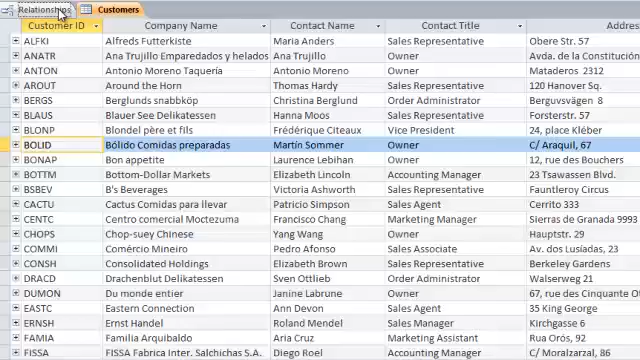 Relationships Customers
Customer ID Company Name Contact Name Contact Title Address
ALFKI Alfreds Futterkiste Maria Anders Sales Representative Obere Str. 57
ANATR Ana Trujillo Emparedados y helados Ana Trujillo Owner Avda. de la Constitución
ANTON Antonio Moreno Taquería Antonio Moreno Owner Mataderos 2312
AROUT Around the Horn Thomas Hardy Sales Representative 120 Hanover Sq.
BERGS Berglunds snabbköp Christina Berglund Order Administrator Berguvsvägen 8
BLAUS Blauer See Delikatessen Hanna Moos Sales Representative Forsterstr. 57
BLONP Blondel père et fils Frédérique Citeaux Vice President 24, place Kléber
BOLID Bólido Comidas preparadas Martín Sommer Owner C/ Araquil, 67
BONAP Bon appetite Laurence Lebihan Owner 12, rue des Bouchers
BOTTM Bottom-Dollar Markets Elizabeth Lincoln Accounting Manager 23 Tsawassen Blvd.
BSBEV B's Beverages Victoria Ashworth Sales Representative Fauntleroy Circus
CACTU Cactus Comidas para llevar Patricio Simpson Sales Agent Cerrito 333
CENTC Centro comercial Moctezuma Francisco Chang Marketing Manager Sierras de Granada 9993
CHOPS Chop-suey Chinese Yang Wang Owner Hauptstr. 29
COMMI Comércio Mineiro Pedro Afonso Sales Associate Av. dos Lusíadas, 23
CONSH Consolidated Holdings Elizabeth Brown Sales Representative Berkeley Gardens
DRACD Drachenblut Delikatessen Sven Ottlieb Order Administrator Walserweg 21
DUMON Du monde entier Janine Labrune Owner 67, rue des Cinquante Ot
EASTC Eastern Connection Ann Devon Sales Agent 35 King George
ERNSH Ernst Handel Roland Mendel Sales Manager Kirchgasse 6
FAMIA Familia Arquibaldo Aria Cruz Marketing Assistant Rua Orós, 92
FISSA FISSA Fabrica Inter. Salchichas S.A. Diego Roel Accounting Manager C/ Moralzarzal, 86